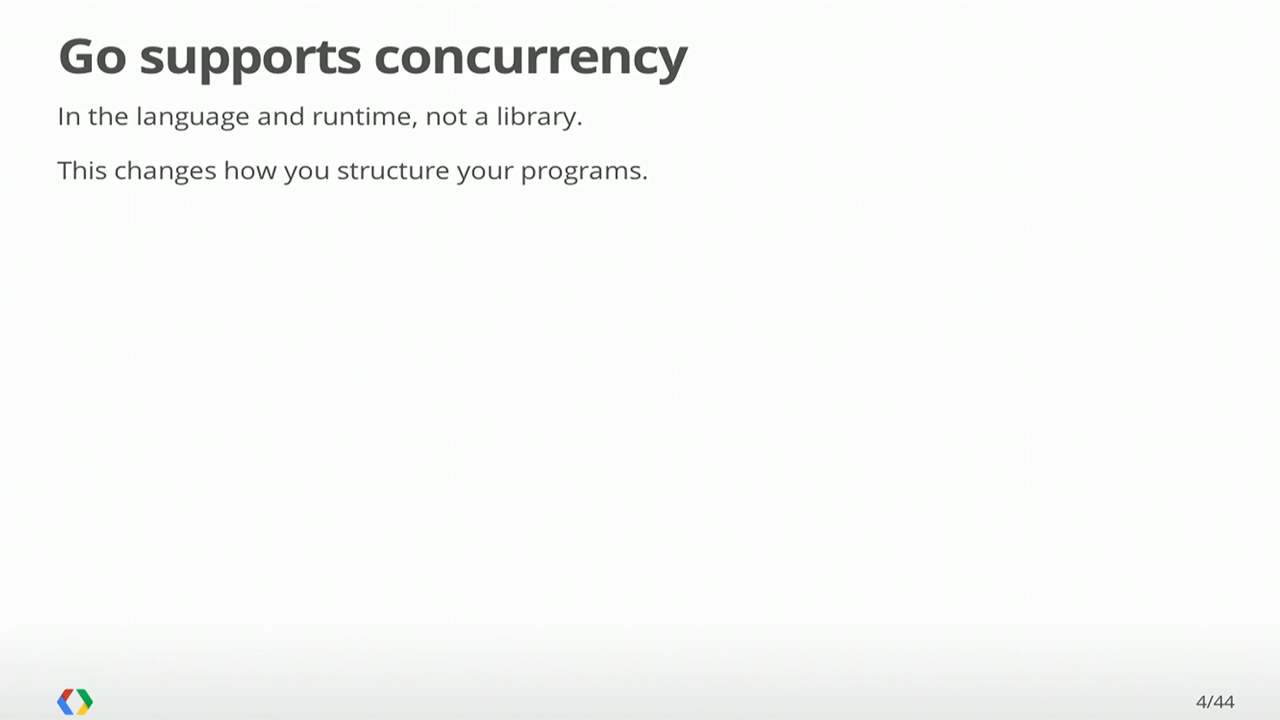 Go supports concurrency
In the language and runtime, not a library.
This changes how you structure your programs.
4/44